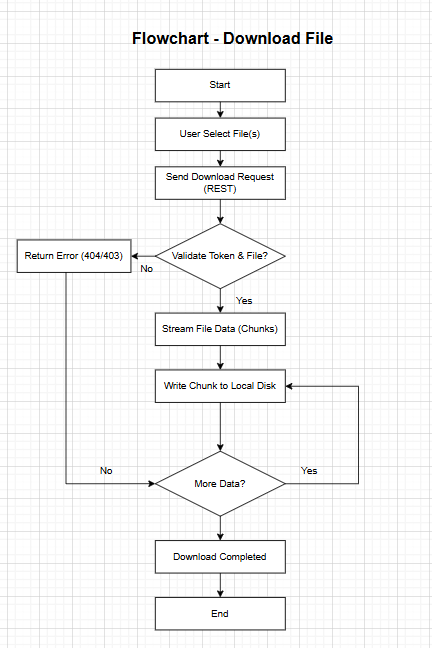 Flowchart - Download File
Start
User Select File(s)
Send Download Request
(REST)
Validate Token & File?
Return Error (404/403)
No
Yes
Stream File Data (Chunks)
Write Chunk to Local Disk
No
Yes
More Data?
Download Completed
End